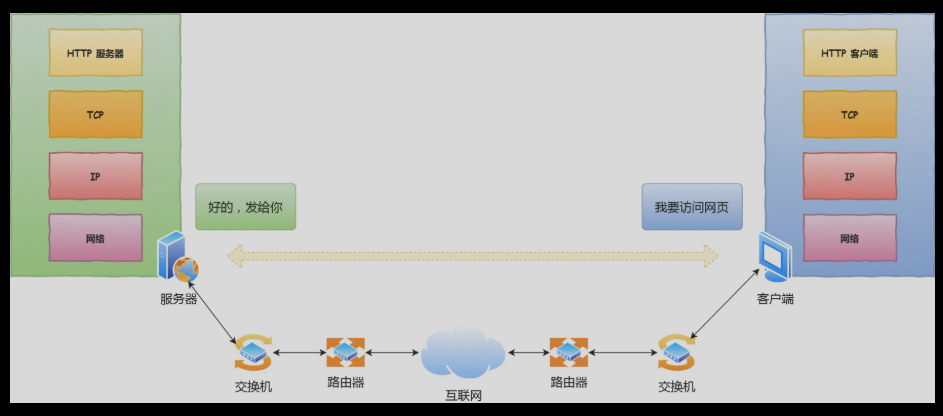 HTTP 服务器
TCP
IP
网络
HTTP 客户端
TCP
IP
网络
好的，发给你
我要访问网页
服务器
客户端
交换机
路由器
互联网
路由器
交换机